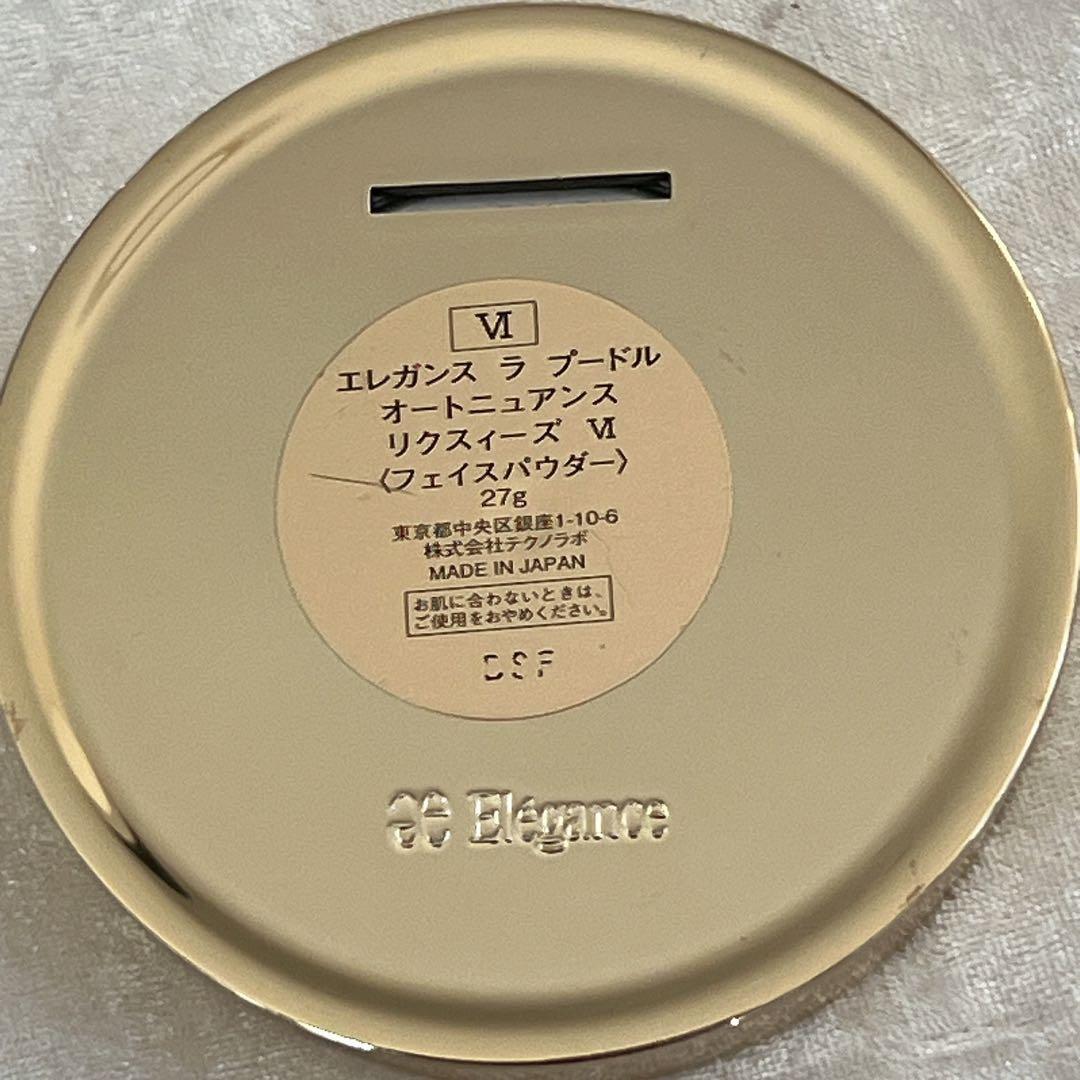 Ⅵ
エレガンス ラ プードル
オートニュアンス
リクスィーズ Ⅵ
〈フェイスパウダー〉
27g
東京都中央区銀座1-10-6
株式会社テクノラボ
MADE IN JAPAN
お肌に合わないときは、
ご使用をおやめください。
Elégance